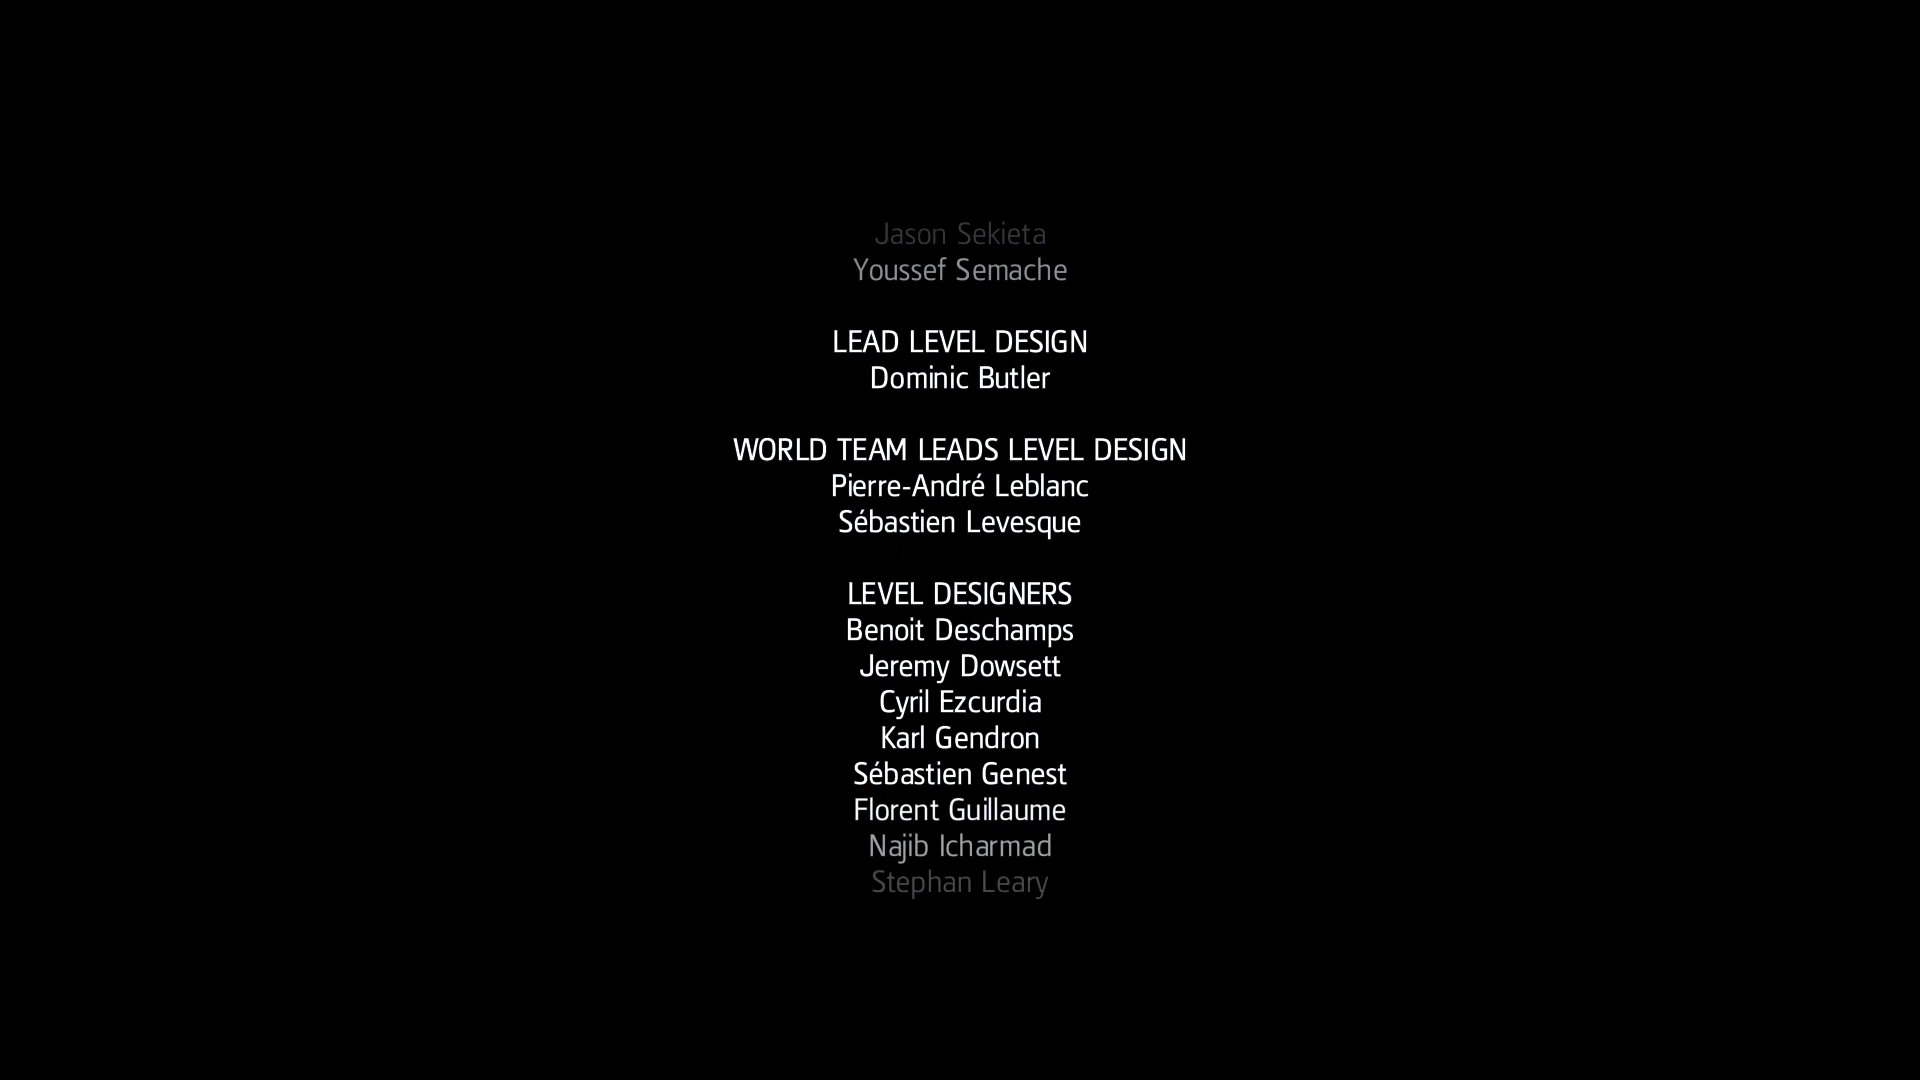 Jason Sekieta
Youssef Semache
LEAD LEVEL DESIGN
Dominic Butler
WORLD TEAM LEADS LEVEL DESIGN
Pierre-André Leblanc
Sébastien Levesque
LEVEL DESIGNERS
Benoit Deschamps
Jeremy Dowsett
Cyril Ezcurdia
Karl Gendron
Sébastien Genest
Florent Guillaume
Najib Icharmad
Stephan Leary